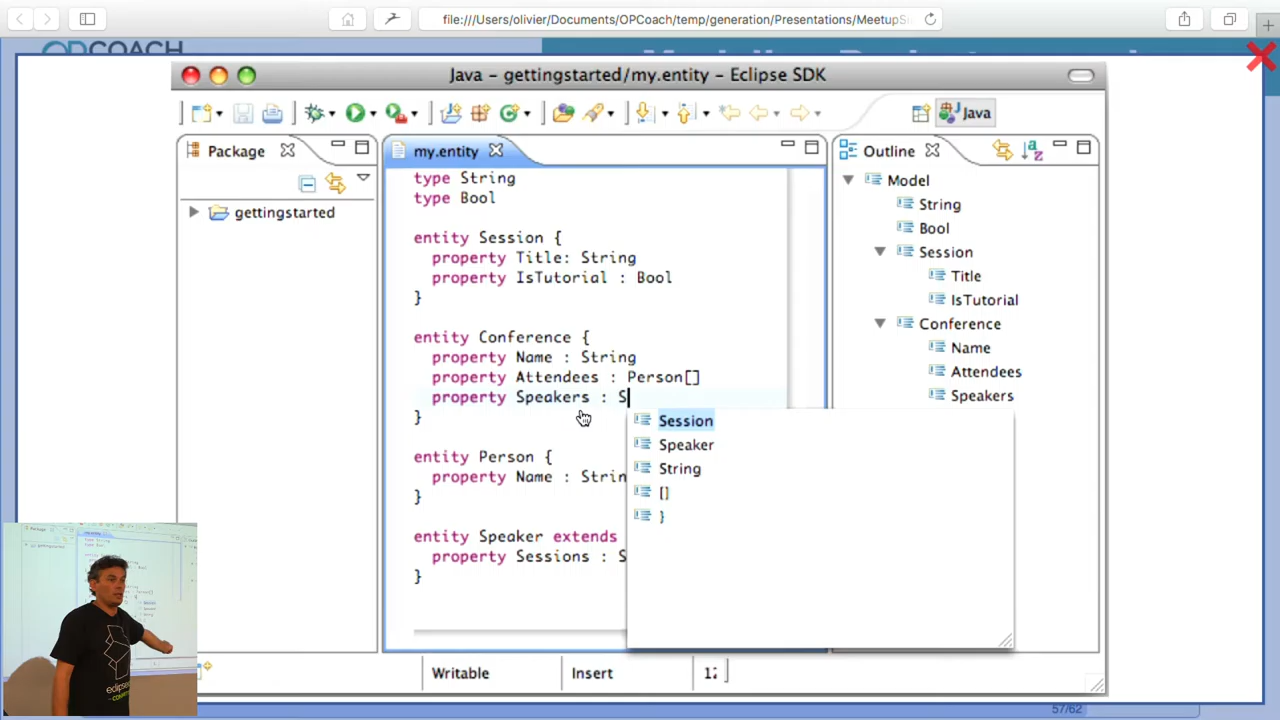 file:///Users/olivier/Documents/OPCoach/temp/generation/Presentations/MeetupSi
OPCOACH
Java – gettingstarted/my.entity – Eclipse SDK
Java
Package
my.entity
Outline
gettingstarted
type String
type Bool
entity Session {
property Title: String
property IsTutorial : Bool
}
entity Conference {
property Name : String
property Attendees : Person[]
property Speakers : S
}
entity Person {
property Name : Strin
}
entity Speaker extends
property Sessions : S
}
Session
Speaker
String
[]
}
Model
String
Bool
Session
Title
IsTutorial
Conference
Name
Attendees
Speakers
Writable
Insert
57/62